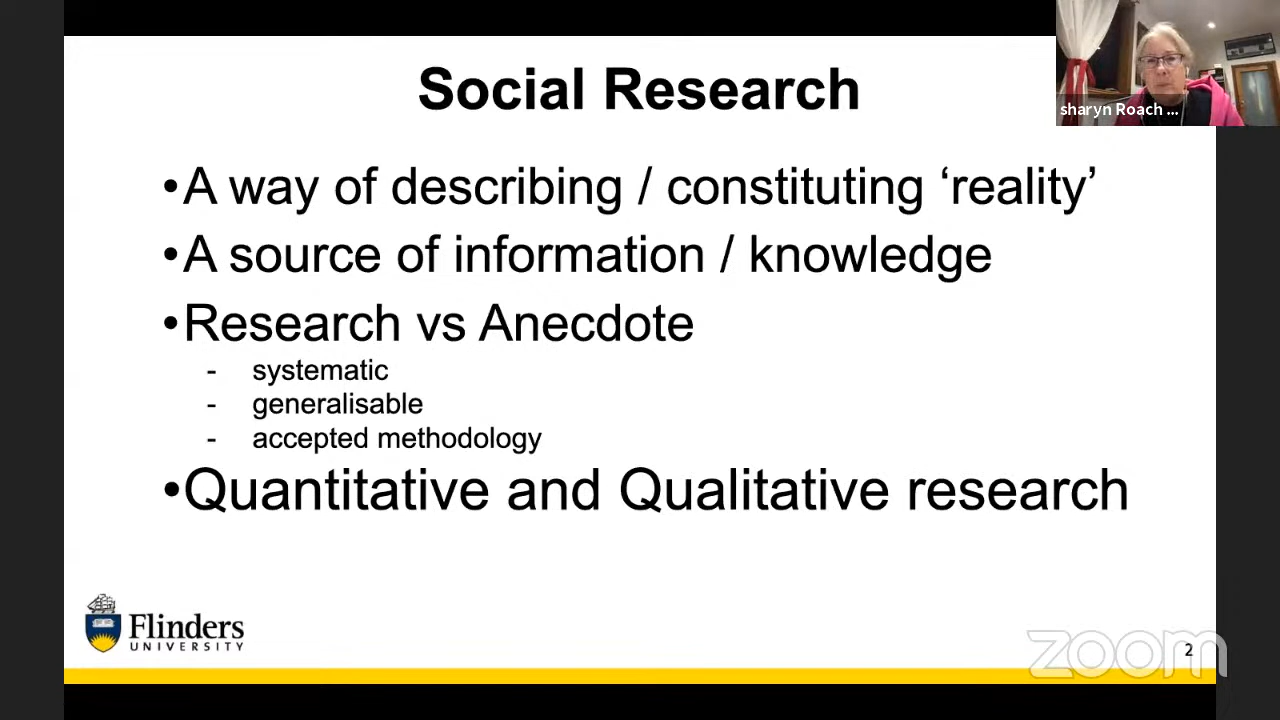 Social Research
sharyn Roach ...
•A way of describing / constituting ‘reality’
•A source of information / knowledge
•Research vs Anecdote
- systematic
- generalisable
- accepted methodology
•Quantitative and Qualitative research
Flinders
UNIVERSITY
zoom
2